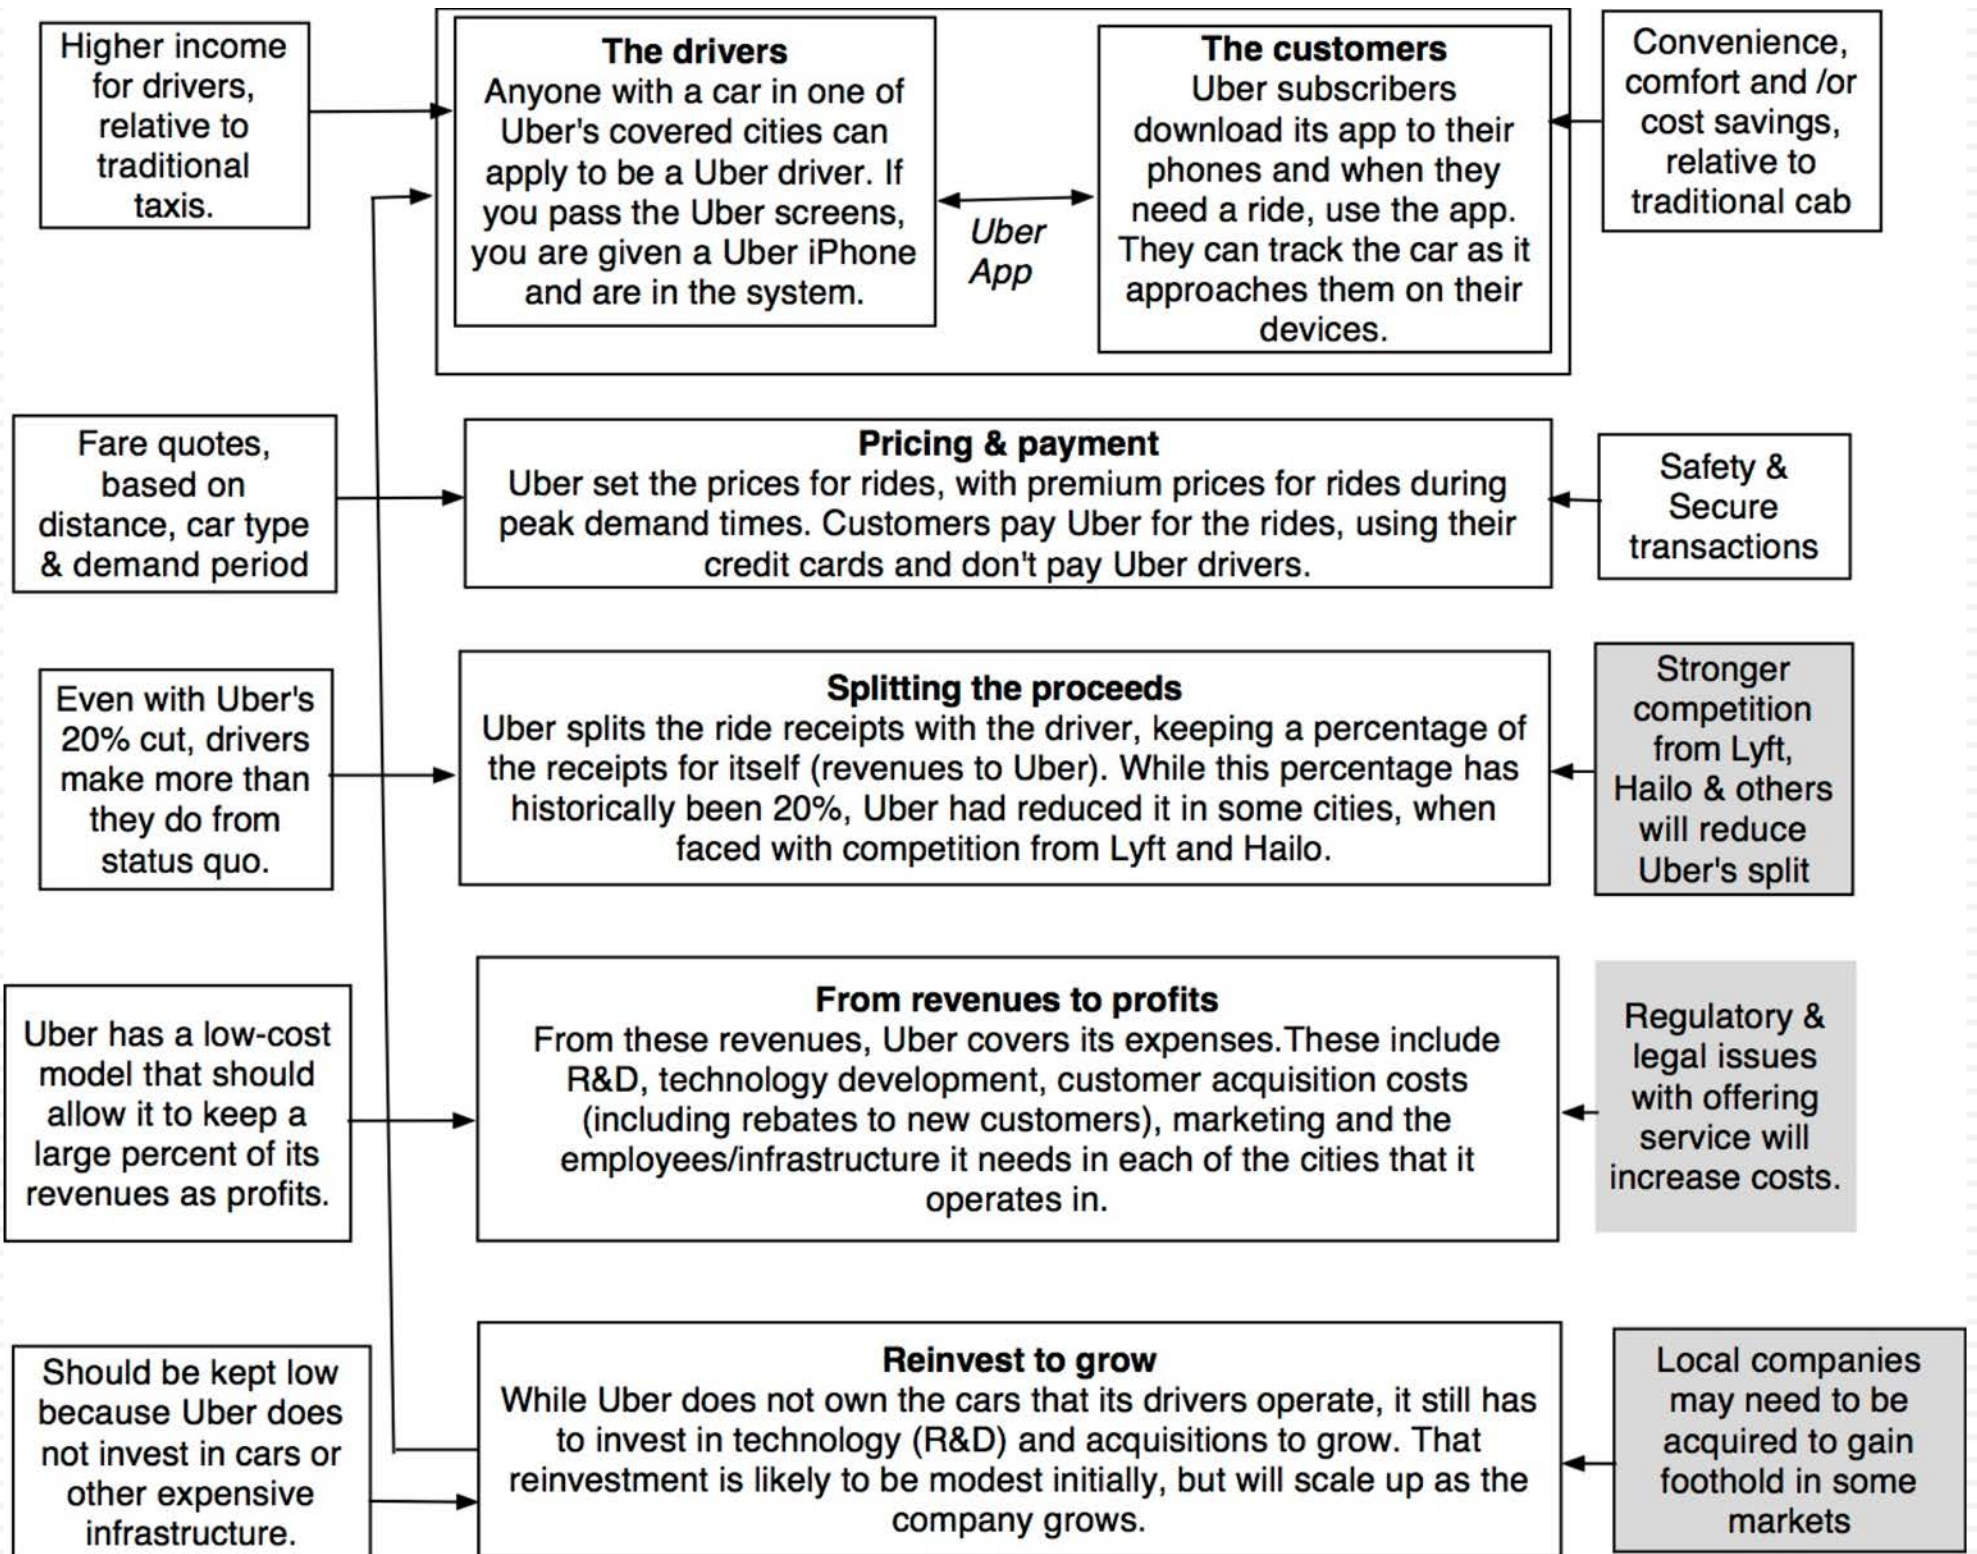 Higher income
for drivers,
relative to
traditional
taxis.
The drivers
Anyone with a car in one of
Uber's covered cities can
apply to be a Uber driver. If
you pass the Uber screens,
you are given a Uber iPhone
and are in the system.
Uber
App
The customers
Uber subscribers
download its app to their
phones and when they
need a ride, use the app.
They can track the car as it
approaches them on their
devices.
Convenience,
comfort and /or
cost savings,
relative to
traditional cab
Fare quotes,
based on
distance, car type
& demand period
Pricing & payment
Uber set the prices for rides, with premium prices for rides during
peak demand times. Customers pay Uber for the rides, using their
credit cards and don't pay Uber drivers.
Safety &
Secure
transactions
Even with Uber's
20% cut, drivers
make more than
they do from
status quo.
Splitting the proceeds
Uber splits the ride receipts with the driver, keeping a percentage of
the receipts for itself (revenues to Uber). While this percentage has
historically been 20%, Uber had reduced it in some cities, when
faced with competition from Lyft and Hailo.
Stronger
competition
from Lyft,
Hailo & others
will reduce
Uber's split
Uber has a low-cost
model that should
allow it to keep a
large percent of its
revenues as profits.
From revenues to profits
From these revenues, Uber covers its expenses.These include
R&D, technology development, customer acquisition costs
(including rebates to new customers), marketing and the
employees/infrastructure it needs in each of the cities that it
operates in.
Regulatory &
legal issues
with offering
service will
increase costs.
Should be kept low
because Uber does
not invest in cars or
other expensive
infrastructure.
Reinvest to grow
While Uber does not own the cars that its drivers operate, it still has
to invest in technology (R&D) and acquisitions to grow. That
reinvestment is likely to be modest initially, but will scale up as the
company grows.
Local companies
may need to be
acquired to gain
foothold in some
markets